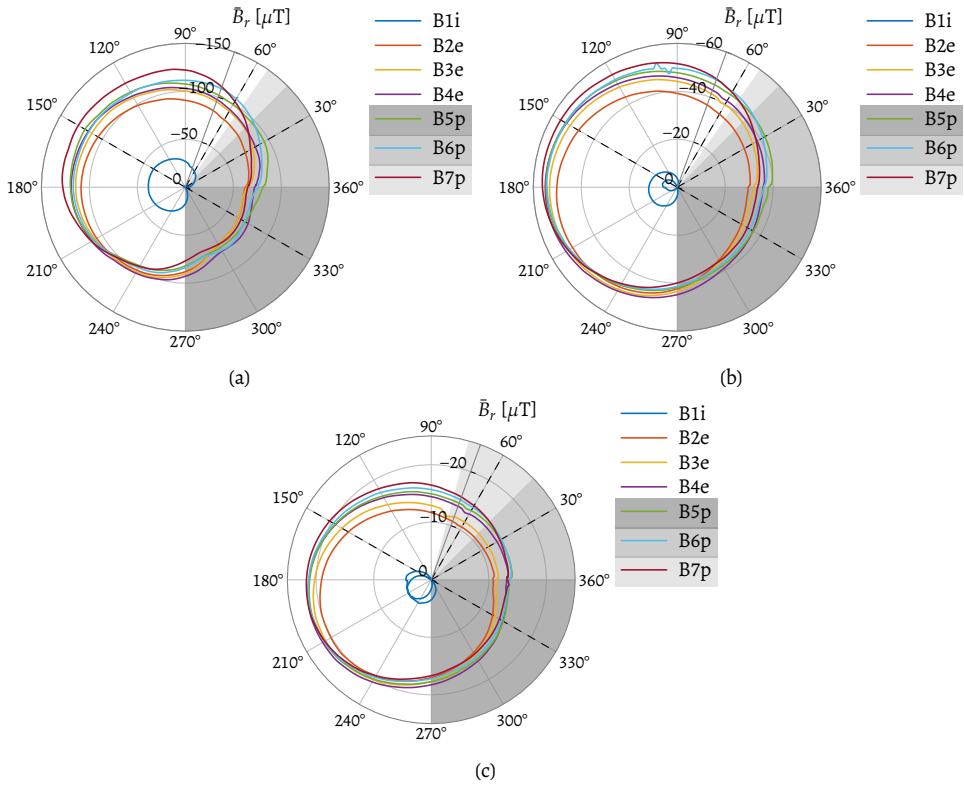 B̄r [μT]
90°
−150
60°
120°
30°
150°
−100
−50
0
180°
360°
210°
330°
240°
300°
270°
B1i
B2e
B3e
B4e
B5p
B6p
B7p
(a)
B̄r [μT]
90°
−60
60°
120°
30°
150°
−40
−20
0
180°
360°
210°
330°
240°
300°
270°
B1i
B2e
B3e
B4e
B5p
B6p
B7p
(b)
B̄r [μT]
90°
60°
120°
−20
30°
150°
−10
0
180°
360°
210°
330°
240°
300°
270°
B1i
B2e
B3e
B4e
B5p
B6p
B7p
(c)